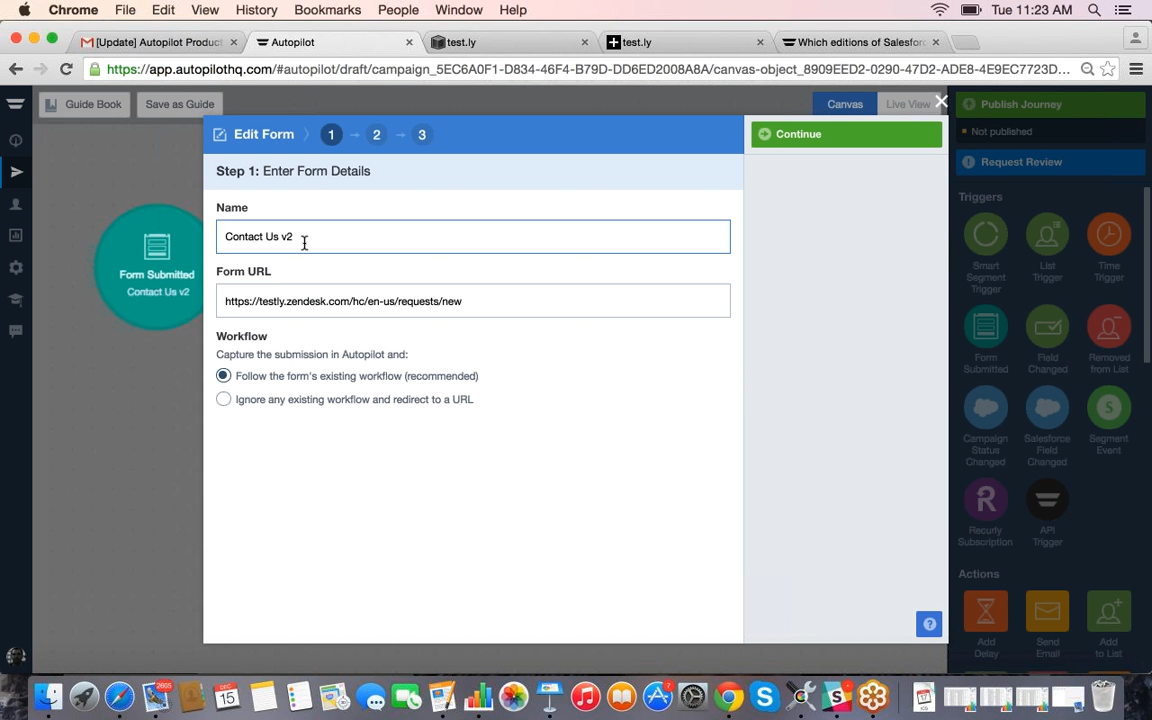 Chrome File Edit View History Bookmarks People Window Help Tue 11:23 AM
[Update] Autopilot Product
Autopilot
test.ly
test.ly
Which editions of Salesforc
https://app.autopilothq.com/#autopilot/draft/campaign_5EC6A0F1-D834-46F4-B79D-DD6ED2008A8A/canvas-object_8909EED2-0290-47D2-ADE8-4E9EC7723D...
Guide Book
Save as Guide
Canvas
Live View
Publish Journey
Not published
Request Review
Edit Form 1 2 3
Continue
Step 1: Enter Form Details
Name
Contact Us v2
Form URL
https://testly.zendesk.com/hc/en-us/requests/new
Workflow
Capture the submission in Autopilot and:
Follow the form's existing workflow (recommended)
Ignore any existing workflow and redirect to a URL
Form Submitted
Contact Us v2
Triggers
Smart
Segment
Trigger
List
Trigger
Time
Trigger
Form
Submitted
Field
Changed
Removed
from List
Campaign
Status
Changed
Salesforce
Field
Changed
Segment
Event
Recurly
Subscription
API
Trigger
Actions
Add
Delay
Send
Email
Add
to List
?
DEC
15